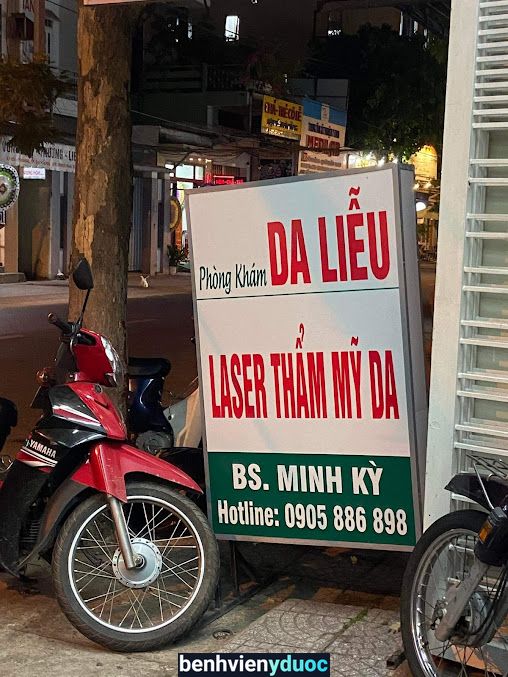 Phòng Khám DA LIỄU
LASER THẨM MỸ DA
BS. MINH KỲ
Hotline: 0905 886 898
YAMAHA
benhvienyduoc